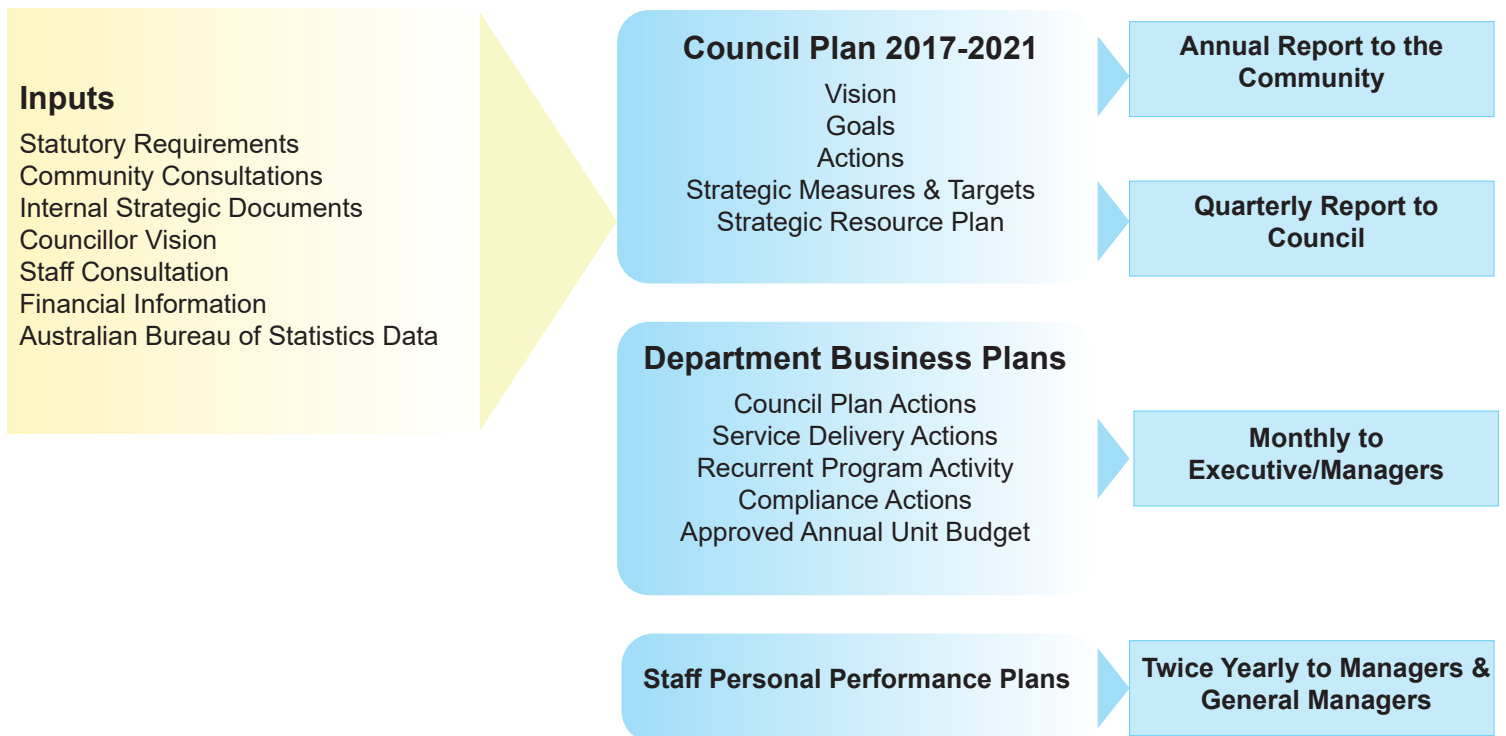 Inputs
Statutory Requirements
Community Consultations
Internal Strategic Documents
Councillor Vision
Staff Consultation
Financial Information
Australian Bureau of Statistics Data
Council Plan 2017-2021
Vision
Goals
Actions
Strategic Measures & Targets
Strategic Resource Plan
Annual Report to the
Community
Quarterly Report to
Council
Department Business Plans
Council Plan Actions
Service Delivery Actions
Recurrent Program Activity
Compliance Actions
Approved Annual Unit Budget
Monthly to
Executive/Managers
Staff Personal Performance Plans
Twice Yearly to Managers &
General Managers